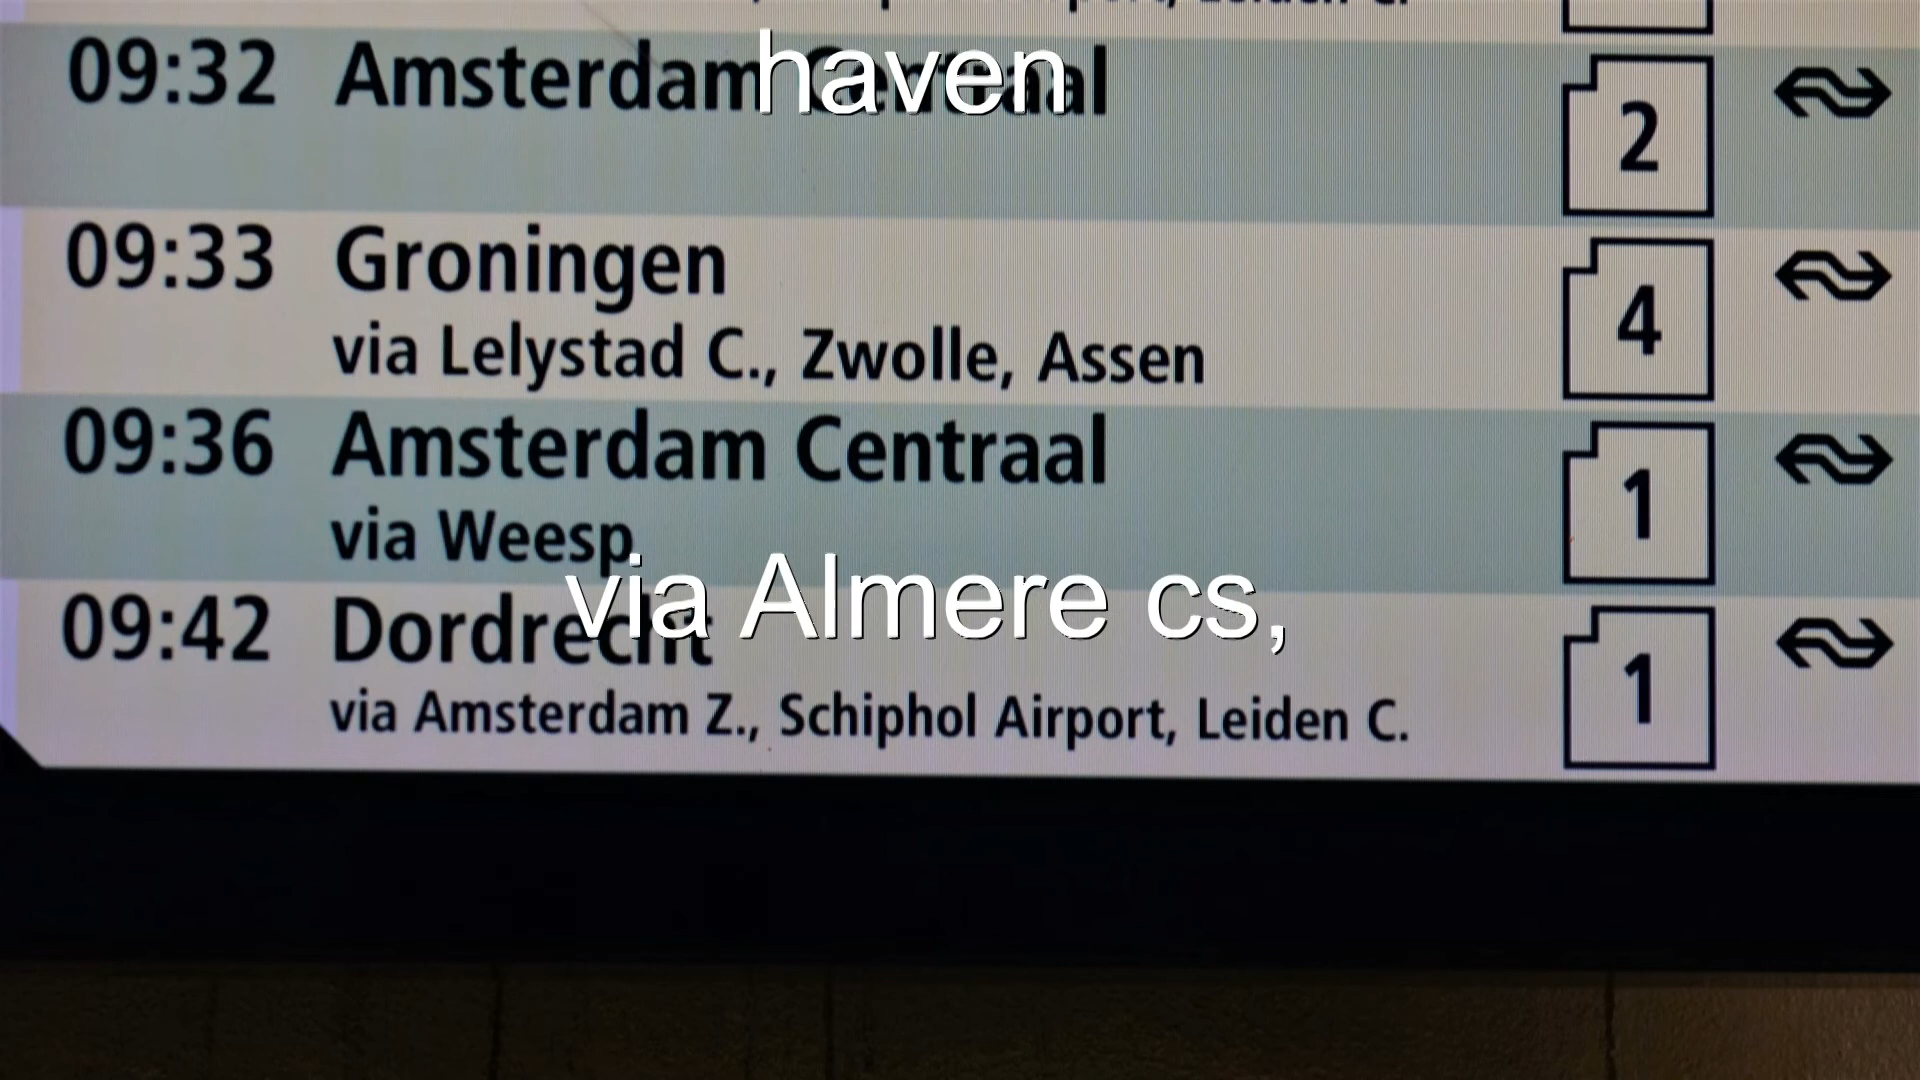 09:32 Amsterdam Centraal 2
haven
09:33 Groningen 4
via Lelystad C., Zwolle, Assen
09:36 Amsterdam Centraal 1
via Weesp
via Almere cs,
09:42 Dordrecht 1
via Amsterdam Z., Schiphol Airport, Leiden C.